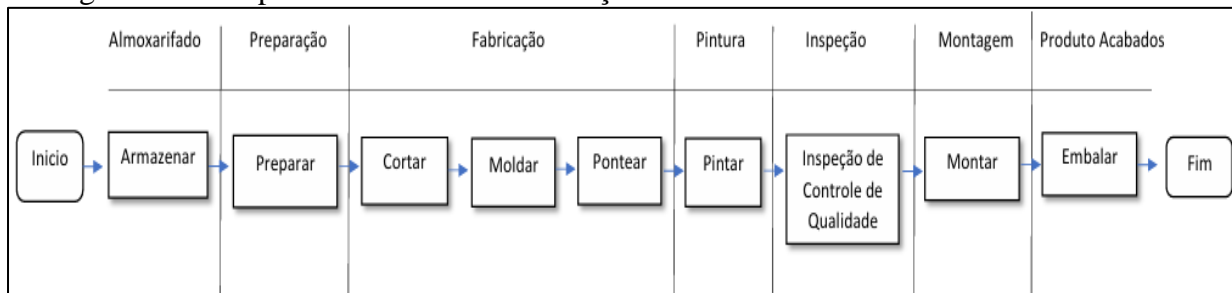 Almoxarifado Preparação Fabricação Pintura Inspeção Montagem Produto Acabados
Inicio Armazenar Preparar Cortar Moldar Pontear Pintar Inspeção de Controle de Qualidade Montar Embalar Fim